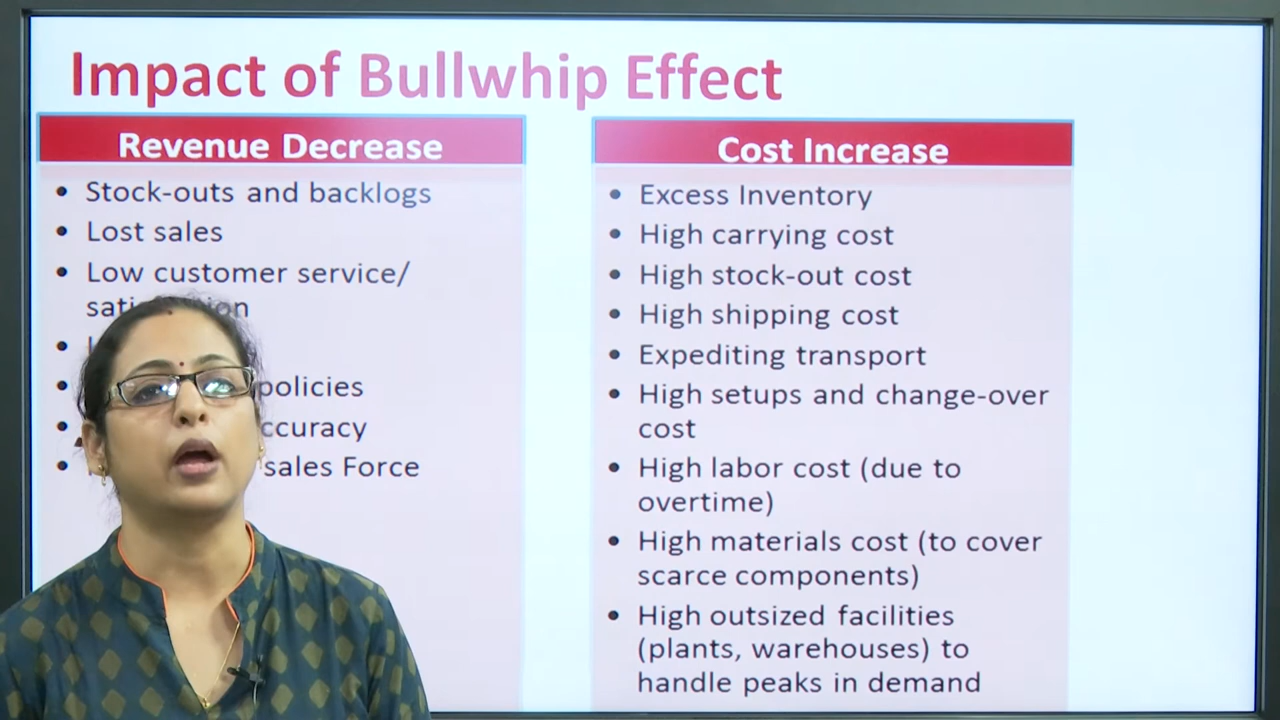 Impact of Bullwhip Effect
Revenue Decrease
• Stock-outs and backlogs
• Lost sales
• Low customer service/
•
• policies
•
• sales Force
Cost Increase
• Excess Inventory
• High carrying cost
• High stock-out cost
• High shipping cost
• Expediting transport
• High setups and change-over
cost
• High labor cost (due to
overtime)
• High materials cost (to cover
scarce components)
• High outsized facilities
(plants, warehouses) to
handle peaks in demand